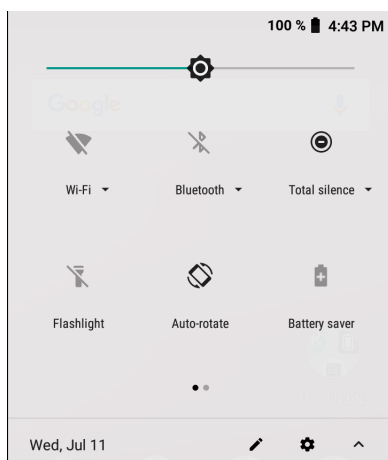 100 % 4:43 PM
Google
Wi-Fi Bluetooth Total silence
Flashlight Auto-rotate Battery saver
Wed, Jul 11